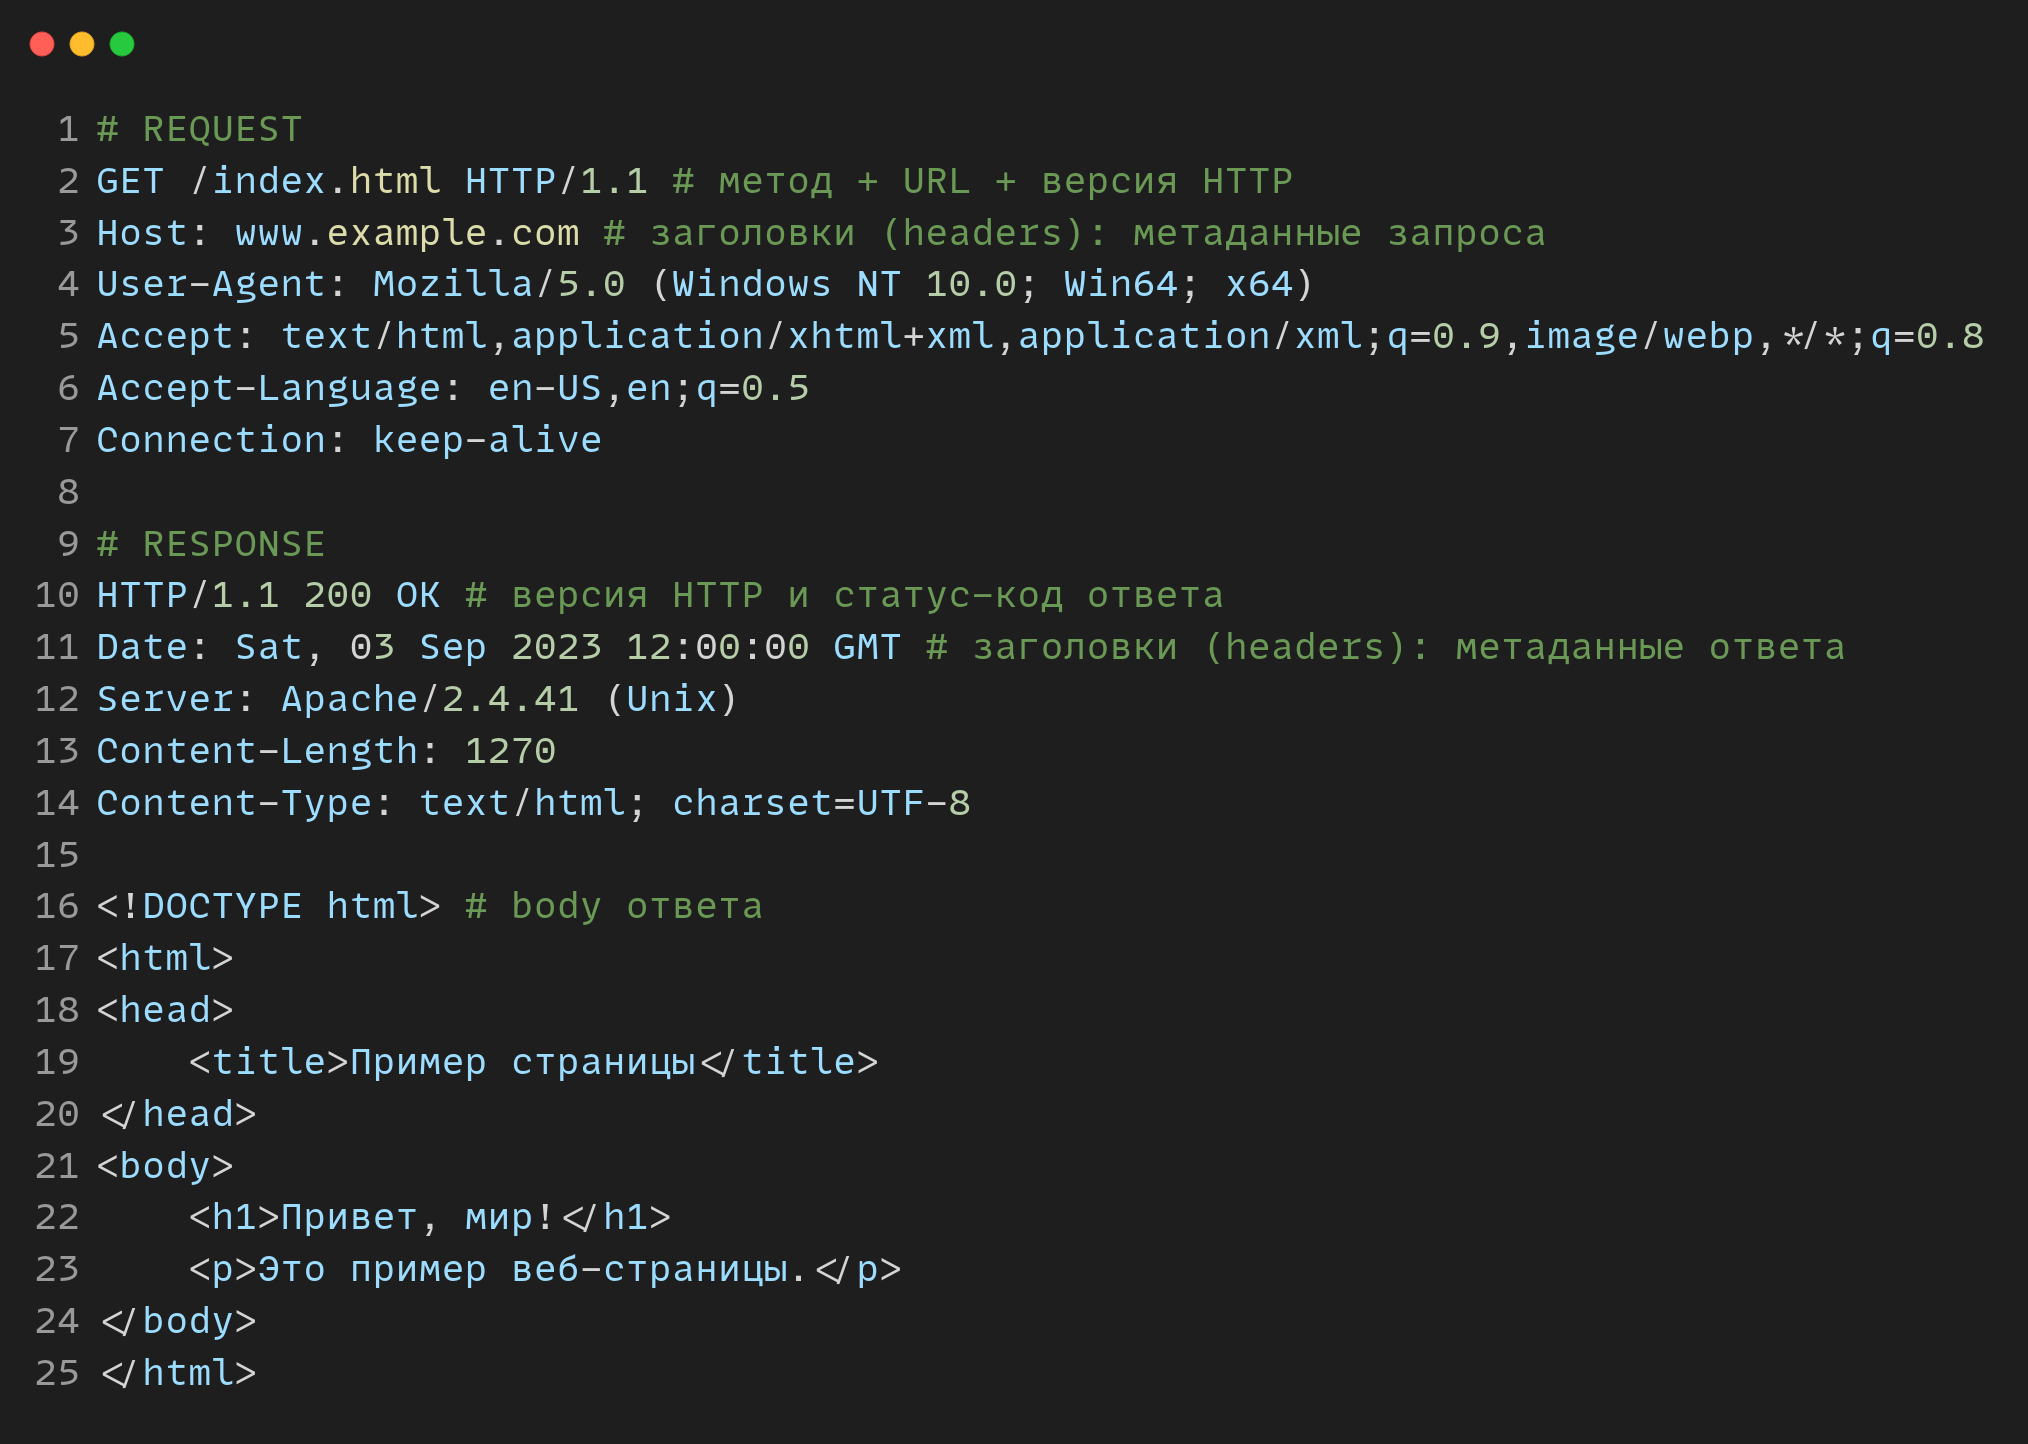 1 # REQUEST
2 GET /index.html HTTP/1.1 # метод + URL + версия HTTP
3 Host: www.example.com # заголовки (headers): метаданные запроса
4 User-Agent: Mozilla/5.0 (Windows NT 10.0; Win64; x64)
5 Accept: text/html,application/xhtml+xml,application/xml;q=0.9,image/webp,*/*;q=0.8
6 Accept-Language: en-US,en;q=0.5
7 Connection: keep-alive
8
9 # RESPONSE
10 HTTP/1.1 200 OK # версия HTTP и статус-код ответа
11 Date: Sat, 03 Sep 2023 12:00:00 GMT # заголовки (headers): метаданные ответа
12 Server: Apache/2.4.41 (Unix)
13 Content-Length: 1270
14 Content-Type: text/html; charset=UTF-8
15
16 <!DOCTYPE html> # body ответа
17 <html>
18 <head>
19     <title>Пример страницы</title>
20 </head>
21 <body>
22     <h1>Привет, мир!</h1>
23     <p>Это пример веб-страницы.</p>
24 </body>
25 </html>